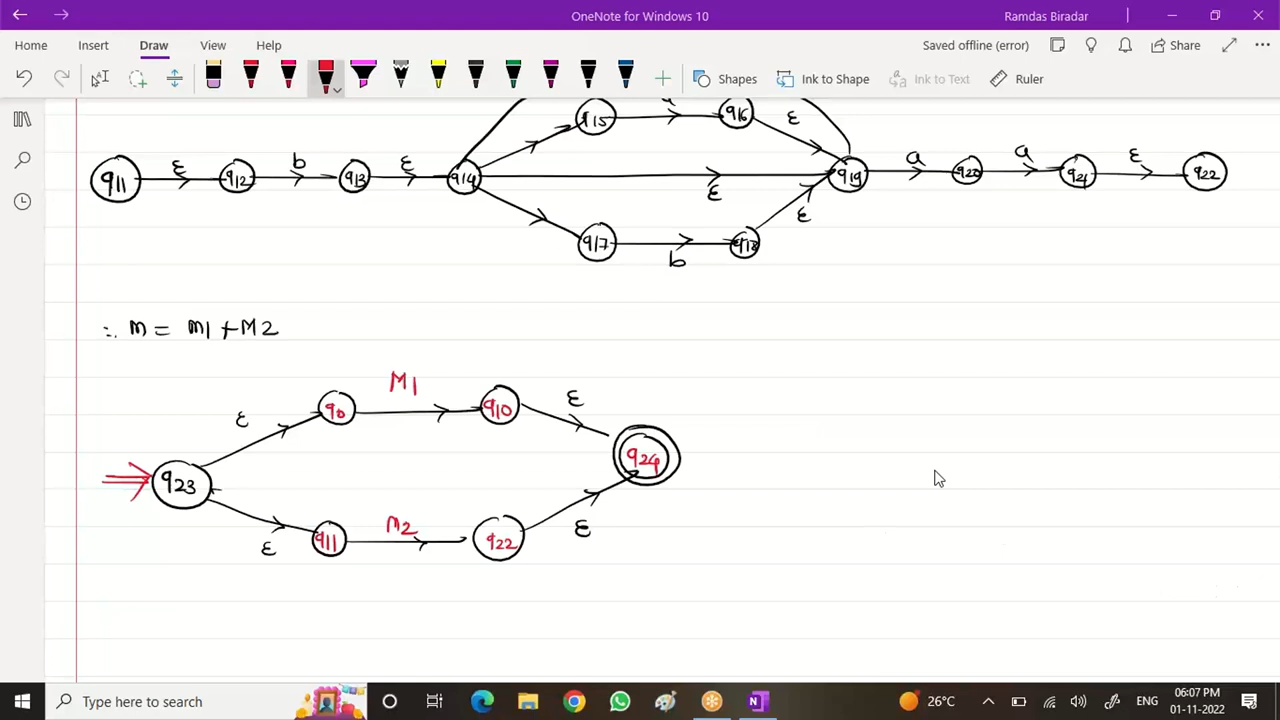 OneNote for Windows 10
Ramdas Biradar
Home Insert Draw View Help
Saved offline (error)
Share
Shapes
Ink to Shape
Ink to Text
Ruler
q15 q16 ε
q11 ε q12 b q13 ε q14 ε q19 a q20 a q21 ε q22
q17 b q18 ε
∴ M = M1 + M2
M1
ε q0 q10 ε
q23 q24
ε q11 M2 q22 ε
Type here to search
26°C
ENG
06:07 PM
01-11-2022